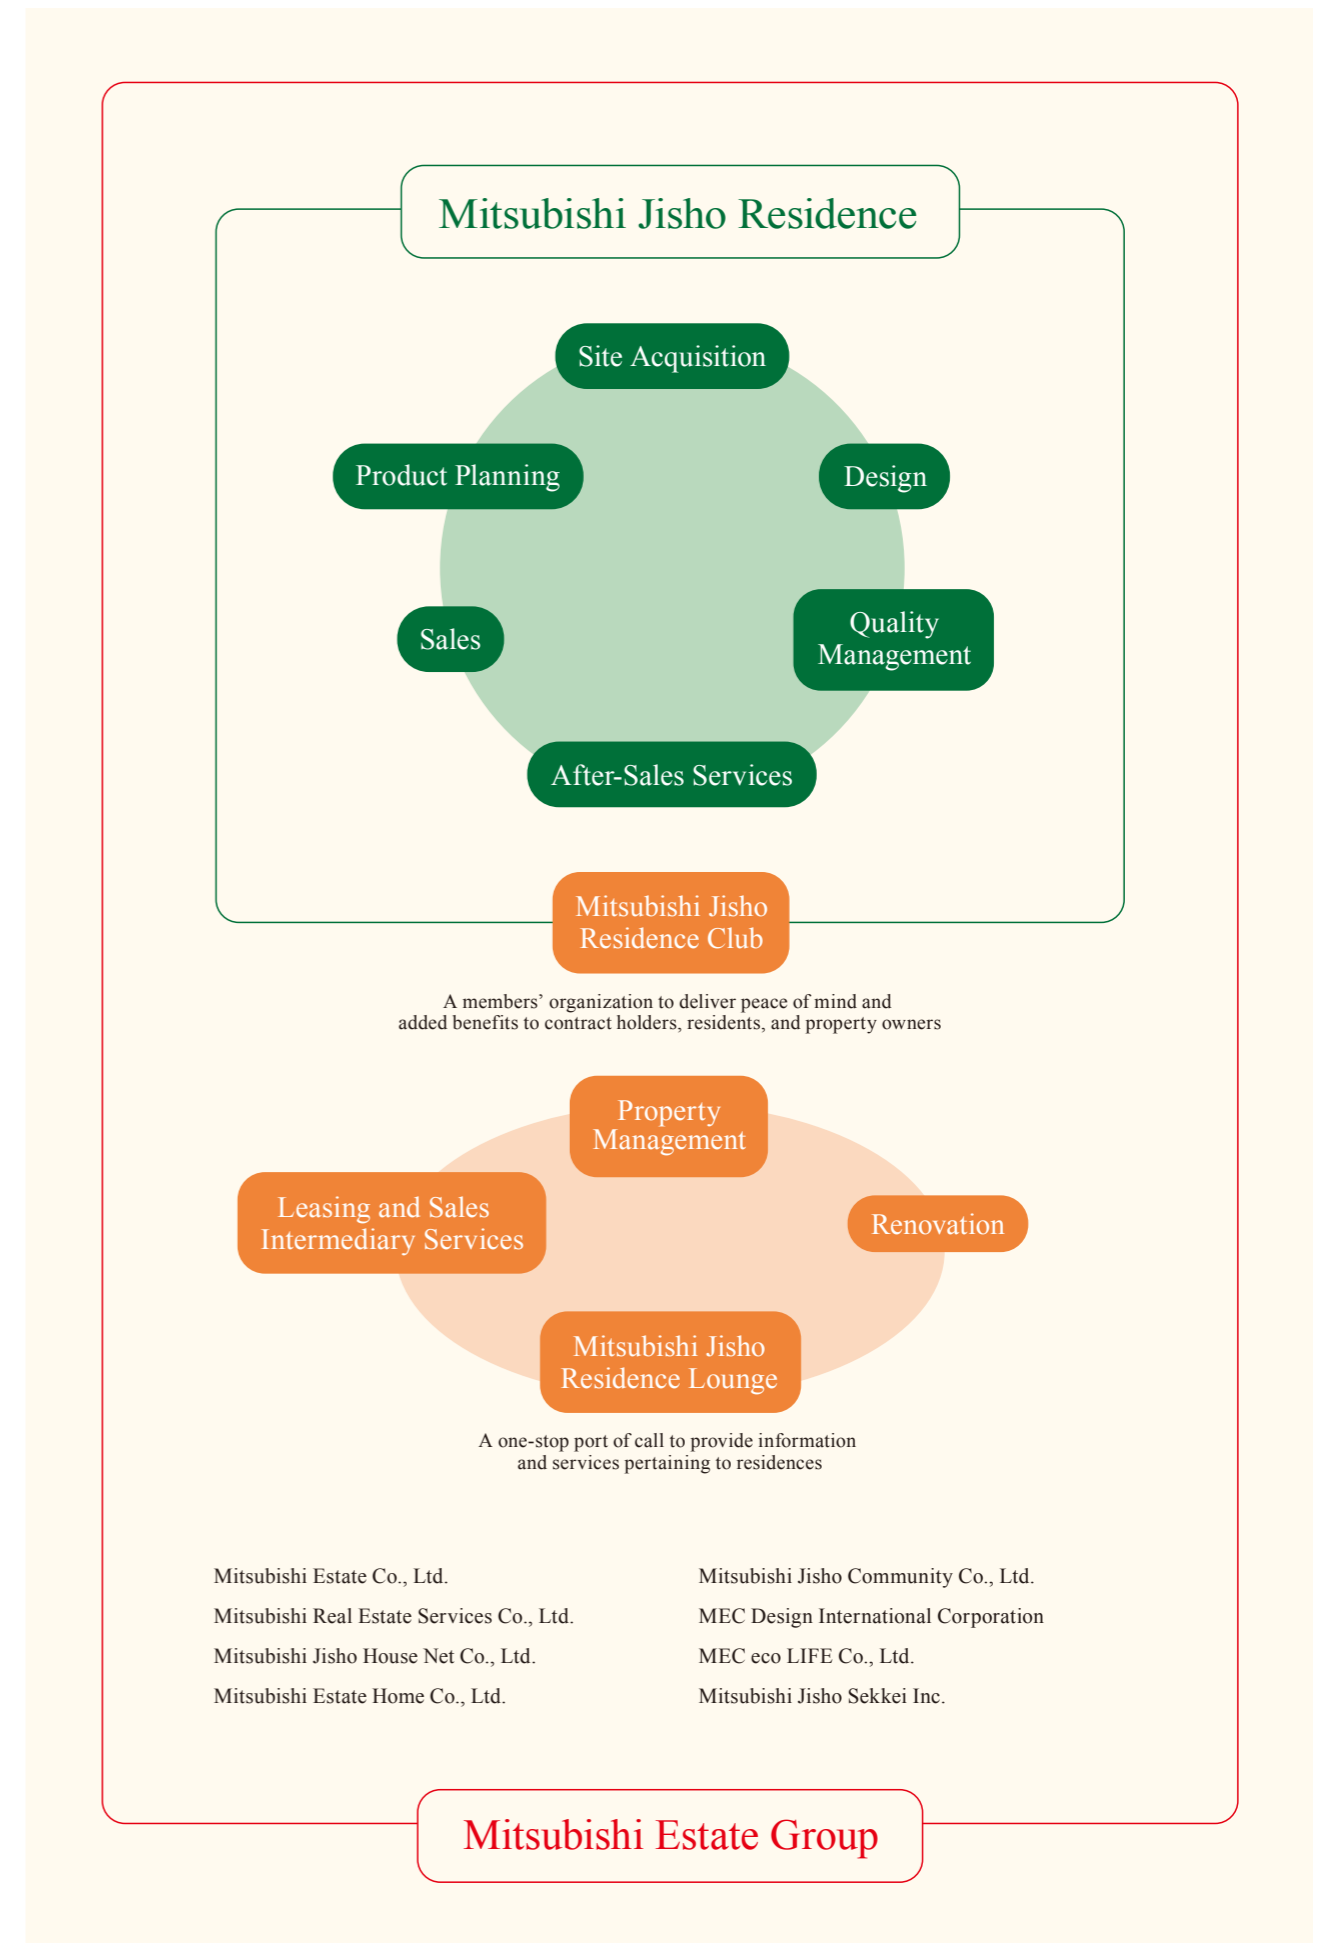 Mitsubishi Jisho Residence
Site Acquisition
Product Planning
Design
Sales
Quality
Management
After-Sales Services
Mitsubishi Jisho
Residence Club
A members’ organization to deliver peace of mind and
added benefits to contract holders, residents, and property owners
Property
Management
Leasing and Sales
Intermediary Services
Renovation
Mitsubishi Jisho
Residence Lounge
A one-stop port of call to provide information
and services pertaining to residences
Mitsubishi Estate Co., Ltd.
Mitsubishi Real Estate Services Co., Ltd.
Mitsubishi Jisho House Net Co., Ltd.
Mitsubishi Estate Home Co., Ltd.
Mitsubishi Jisho Community Co., Ltd.
MEC Design International Corporation
MEC eco LIFE Co., Ltd.
Mitsubishi Jisho Sekkei Inc.
Mitsubishi Estate Group